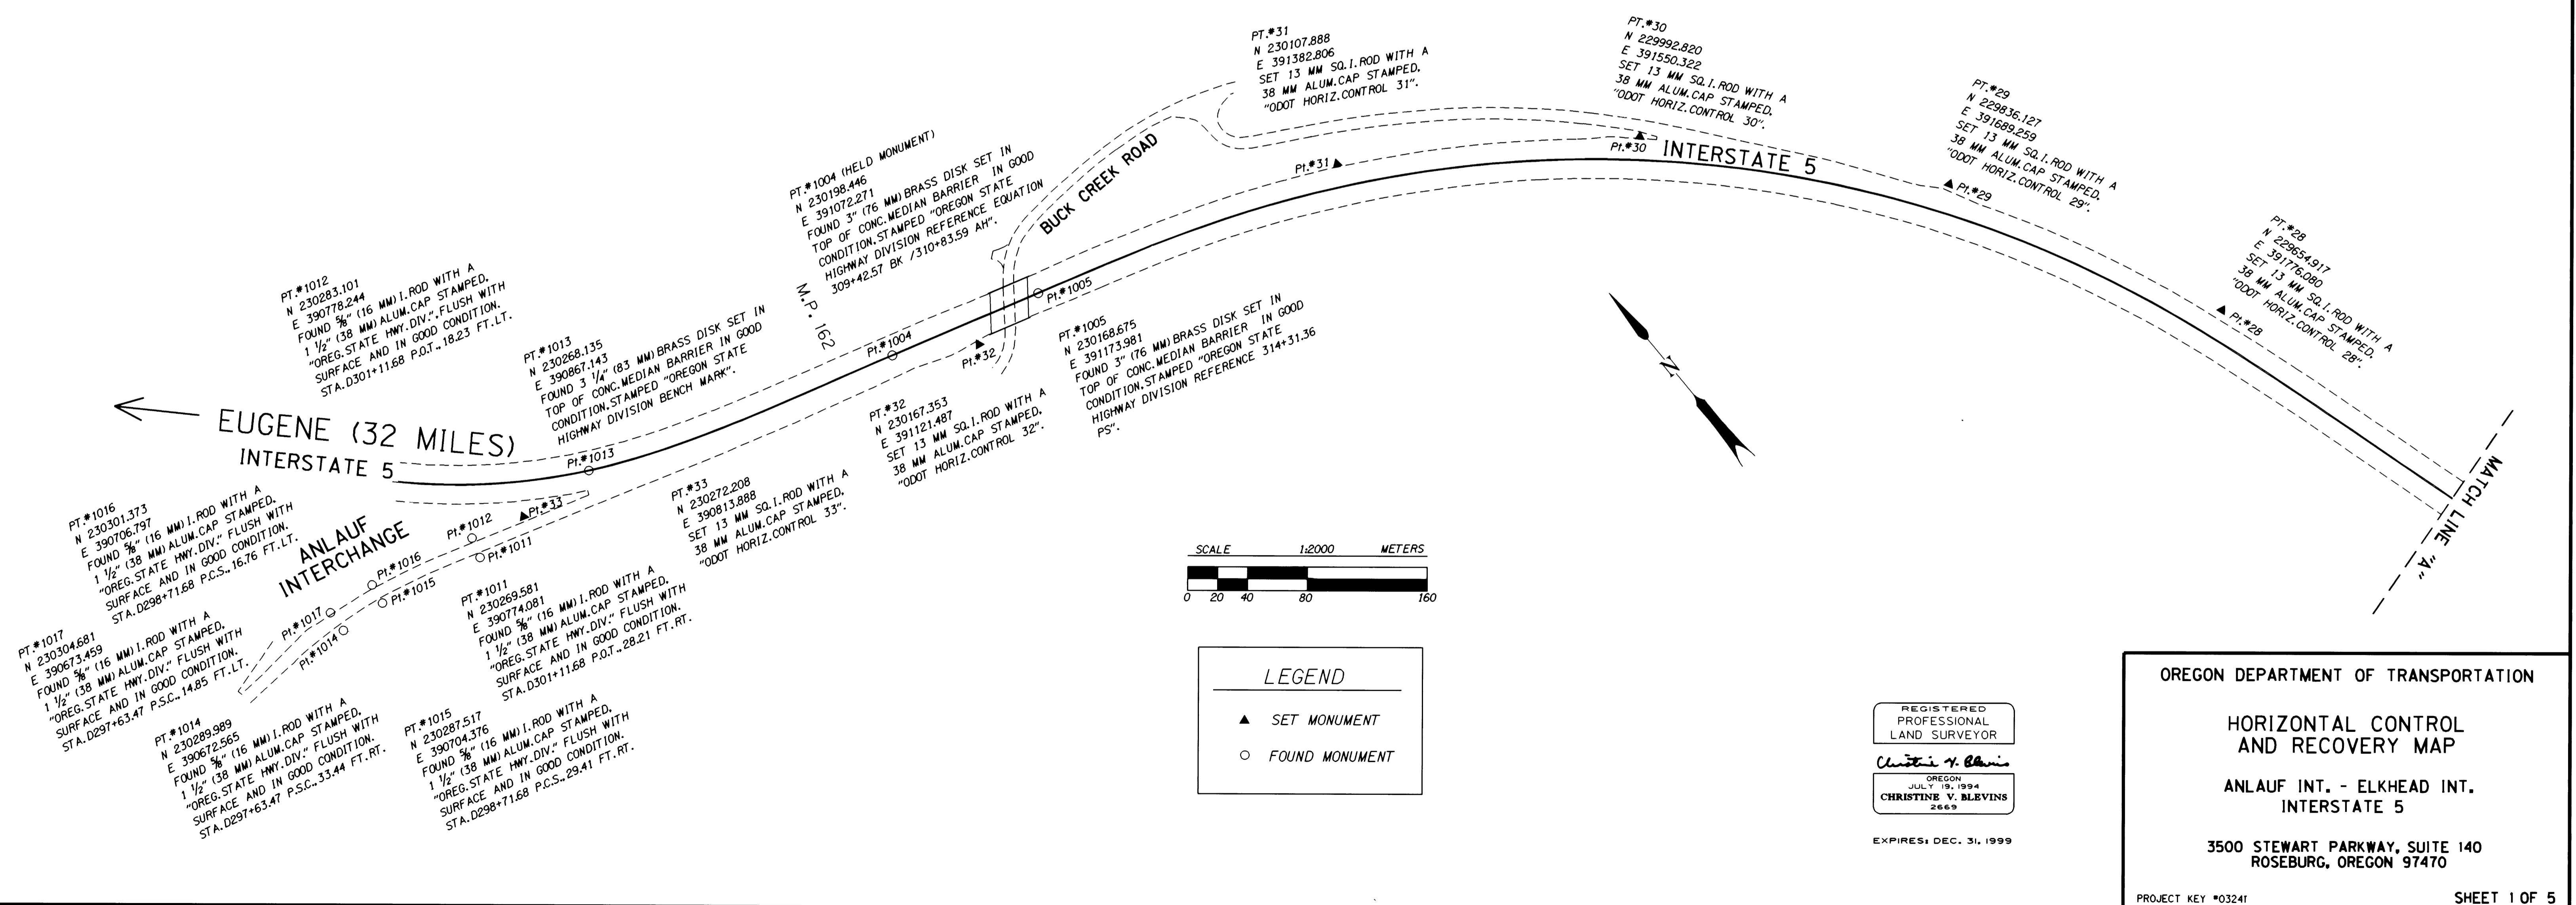 PT.#31
N 230107.888
E 391382.806
SET 13 MM SQ.I.ROD WITH A
38 MM ALUM.CAP STAMPED.
"ODOT HORIZ.CONTROL 31".
PT.#30
N 229992.820
E 391550.322
SET 13 MM SQ.I.ROD WITH A
38 MM ALUM.CAP STAMPED.
"ODOT HORIZ.CONTROL 30".
PT.#29
N 229836.127
E 391689.259
SET 13 MM SQ.I.ROD WITH A
38 MM ALUM.CAP STAMPED.
"ODOT HORIZ.CONTROL 29".
PT.#28
N 229654.917
E 391776.080
SET 13 MM SQ.I.ROD WITH A
38 MM ALUM.CAP STAMPED.
"ODOT HORIZ.CONTROL 28".
PT.#1004 (HELD MONUMENT)
N 230198.446
E 391072.271
FOUND 3" (76 MM) BRASS DISK SET IN
TOP OF CONC.MEDIAN BARRIER IN GOOD
CONDITION.STAMPED "OREGON STATE
HIGHWAY DIVISION REFERENCE EQUATION
309+42.57 BK /310+83.59 AH".
PT.#1012
N 230283.101
E 390778.244
FOUND 5/8" (16 MM) I.ROD WITH A
1 1/2" (38 MM) ALUM.CAP STAMPED.
"OREG.STATE HWY.DIV.".FLUSH WITH
SURFACE AND IN GOOD CONDITION.
STA.D301+11.68 P.O.T., 18.23 FT.LT.
PT.#1013
N 230268.135
E 390867.143
FOUND 3 1/4" (83 MM) BRASS DISK SET IN
TOP OF CONC.MEDIAN BARRIER IN GOOD
CONDITION.STAMPED "OREGON STATE
HIGHWAY DIVISION BENCH MARK".
M.P. 162
BUCK CREEK ROAD
INTERSTATE 5
Pt.#31
Pt.#30
Pt.#29
Pt.#28
Pt.#1005
Pt.#1004
Pt.#32
PT.#1005
N 230168.675
E 391173.981
FOUND 3" (76 MM) BRASS DISK SET IN
TOP OF CONC.MEDIAN BARRIER IN GOOD
CONDITION.STAMPED "OREGON STATE
HIGHWAY DIVISION REFERENCE 314+31.36
PS".
PT.#32
N 230167.353
E 391121.487
SET 13 MM SQ.I.ROD WITH A
38 MM ALUM.CAP STAMPED.
"ODOT HORIZ.CONTROL 32".
EUGENE (32 MILES)
INTERSTATE 5
Pt.#1013
PT.#33
N 230272.208
E 390813.888
SET 13 MM SQ.I.ROD WITH A
38 MM ALUM.CAP STAMPED.
"ODOT HORIZ.CONTROL 33".
PT.#1016
N 230301.373
E 390706.797
FOUND 5/8" (16 MM) I.ROD WITH A
1 1/2" (38 MM) ALUM.CAP STAMPED.
"OREG.STATE HWY.DIV." FLUSH WITH
SURFACE AND IN GOOD CONDITION.
STA.D298+71.68 P.C.S., 16.76 FT.LT.
ANLAUF
INTERCHANGE
Pt.#33
Pt.#1012
Pt.#1011
Pt.#1016
Pt.#1015
Pt.#1017
Pt.#1014
PT.#1011
N 230269.581
E 390774.081
FOUND 5/8" (16 MM) I.ROD WITH A
1 1/2" (38 MM) ALUM.CAP STAMPED.
"OREG.STATE HWY.DIV." FLUSH WITH
SURFACE AND IN GOOD CONDITION.
STA.D301+11.68 P.O.T., 28.21 FT.RT.
PT.#1017
N 230304.681
E 390673.459
FOUND 5/8" (16 MM) I.ROD WITH A
1 1/2" (38 MM) ALUM.CAP STAMPED.
"OREG.STATE HWY.DIV." FLUSH WITH
SURFACE AND IN GOOD CONDITION.
STA.D297+63.47 P.S.C., 14.85 FT.LT.
PT.#1014
N 230289.989
E 390672.565
FOUND 5/8" (16 MM) I.ROD WITH A
1 1/2" (38 MM) ALUM.CAP STAMPED.
"OREG.STATE HWY.DIV." FLUSH WITH
SURFACE AND IN GOOD CONDITION.
STA.D297+63.47 P.S.C., 33.44 FT.RT.
PT.#1015
N 230287.517
E 390704.376
FOUND 5/8" (16 MM) I.ROD WITH A
1 1/2" (38 MM) ALUM.CAP STAMPED.
"OREG.STATE HWY.DIV." FLUSH WITH
SURFACE AND IN GOOD CONDITION.
STA.D298+71.68 P.C.S., 29.41 FT.RT.
N
MATCH LINE "A"
SCALE 1:2000 METERS
0 20 40 80 160
LEGEND
SET MONUMENT
FOUND MONUMENT
REGISTERED
PROFESSIONAL
LAND SURVEYOR
Christine V. Blevins
OREGON
JULY 19, 1994
CHRISTINE V. BLEVINS
2669
EXPIRES: DEC. 31, 1999
OREGON DEPARTMENT OF TRANSPORTATION
HORIZONTAL CONTROL
AND RECOVERY MAP
ANLAUF INT. - ELKHEAD INT.
INTERSTATE 5
3500 STEWART PARKWAY, SUITE 140
ROSEBURG, OREGON 97470
PROJECT KEY #03241
SHEET 1 OF 5